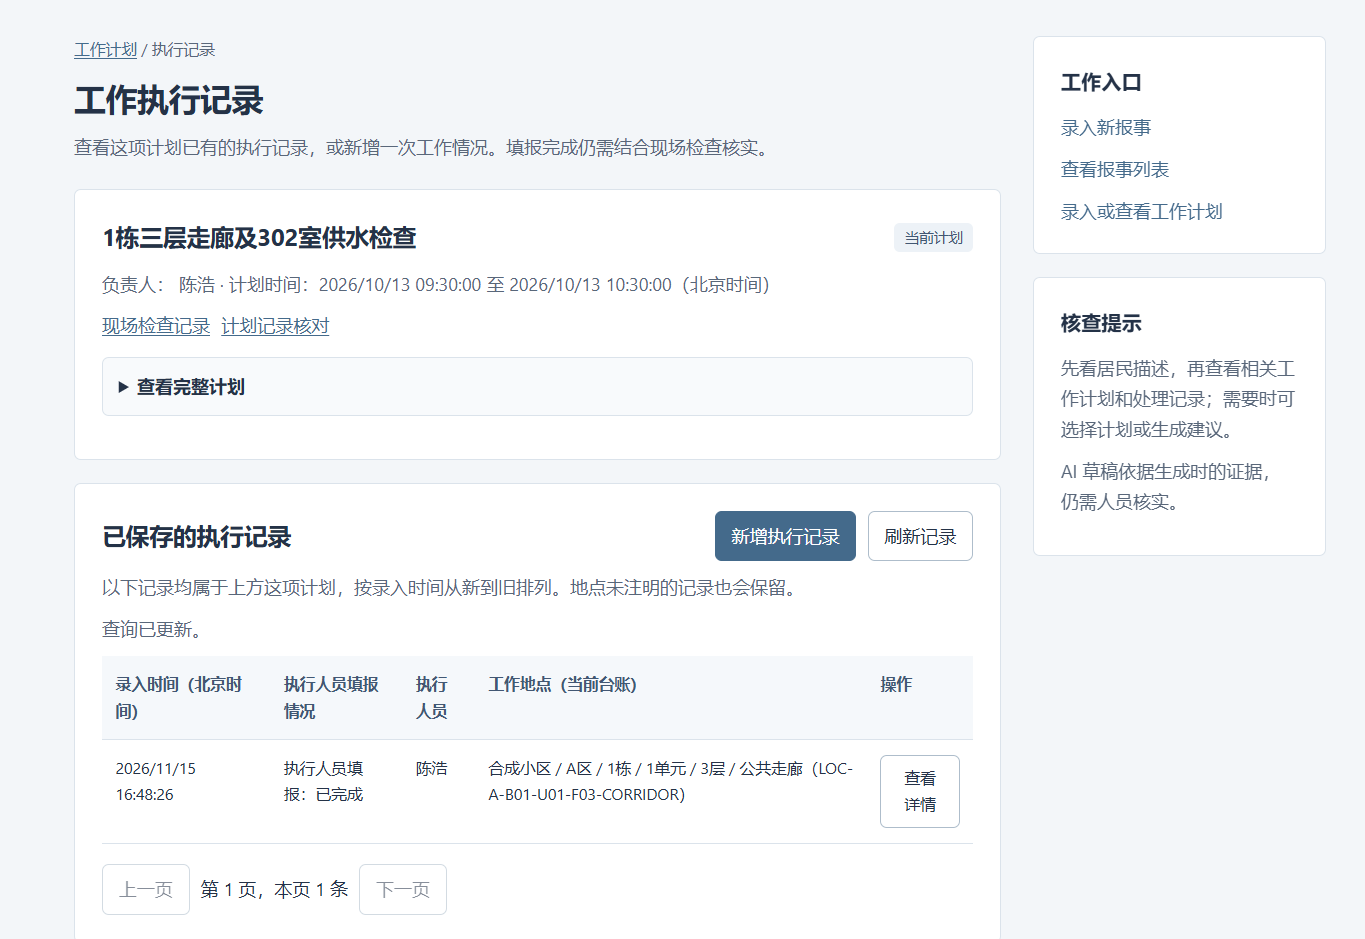 工作计划 / 执行记录
工作执行记录
查看这项计划已有的执行记录，或新增一次工作情况。填报完成仍需结合现场检查核实。
1栋三层走廊及302室供水检查
当前计划
负责人： 陈浩 · 计划时间：2026/10/13 09:30:00 至 2026/10/13 10:30:00（北京时间）
现场检查记录 计划记录核对
▶ 查看完整计划
已保存的执行记录
新增执行记录
刷新记录
以下记录均属于上方这项计划，按录入时间从新到旧排列。地点未注明的记录也会保留。
查询已更新。
录入时间（北京时
间）
执行人员填报
情况
执行
人员
工作地点（当前台账）
操作
2026/11/15
16:48:26
执行人员填
报：已完成
陈浩
合成小区 / A区 / 1栋 / 1单元 / 3层 / 公共走廊（LOC-
A-B01-U01-F03-CORRIDOR）
查看
详情
上一页
第 1 页，本页 1 条
下一页
工作入口
录入新报事
查看报事列表
录入或查看工作计划
核查提示
先看居民描述，再查看相关工
作计划和处理记录；需要时可
选择计划或生成建议。
AI 草稿依据生成时的证据，
仍需人员核实。